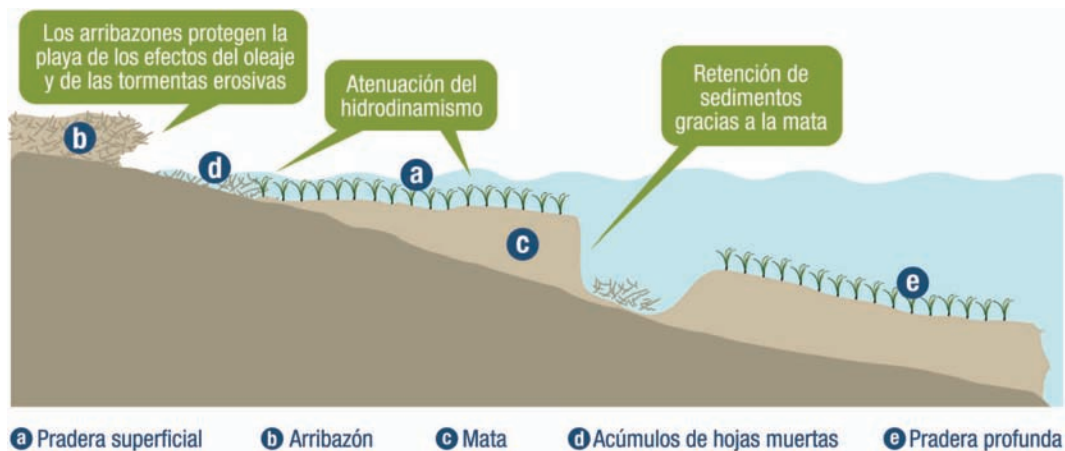 Los arribazones protegen la
playa de los efectos del oleaje
y de las tormentas erosivas
Atenuación del
hidrodinamismo
Retención de
sedimentos
gracias a la mata
b
d
a
c
e
a Pradera superficial
b Arribazón
c Mata
d Acúmulos de hojas muertas
e Pradera profunda